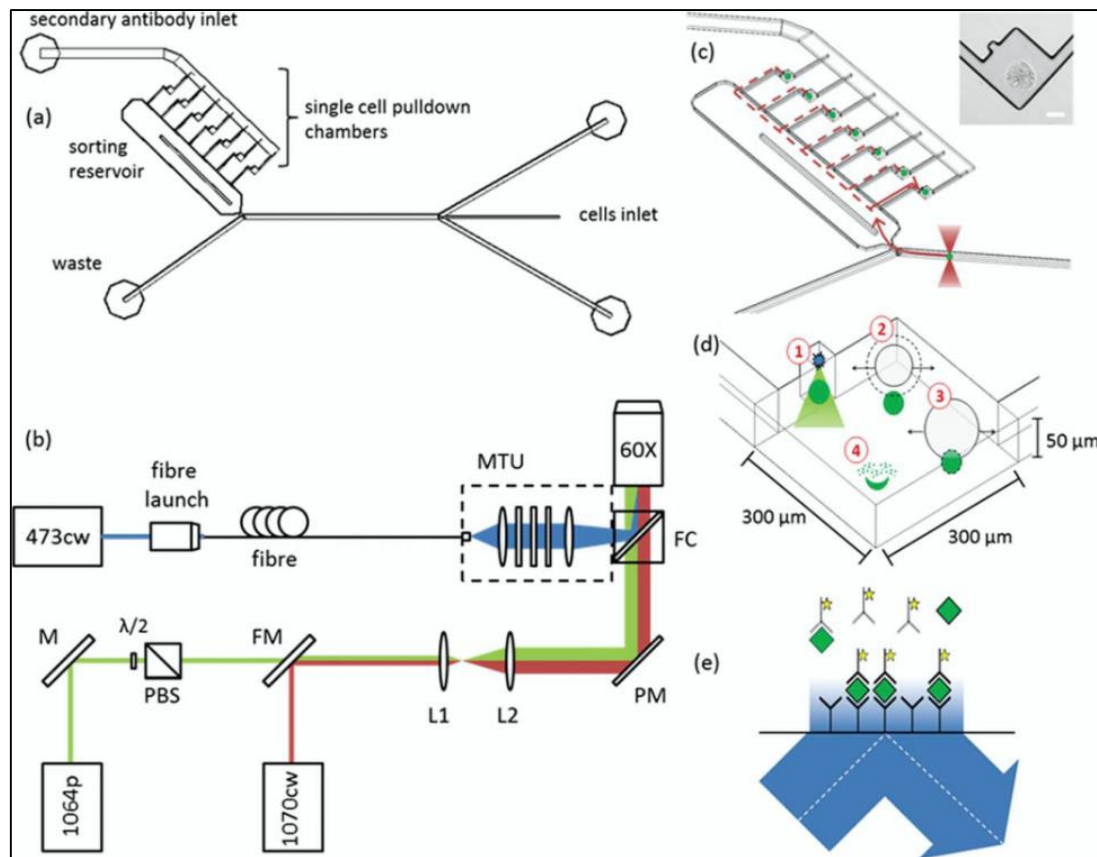 secondary antibody inlet
(a)
single cell pulldown
chambers
sorting
reservoir
cells inlet
waste
(b)
fibre
launch
473cw
fibre
MTU
60X
FC
M
λ/2
PBS
FM
L1
L2
PM
1064p
1070cw
(c)
(d)
1
2
3
4
50 μm
300 μm
300 μm
(e)